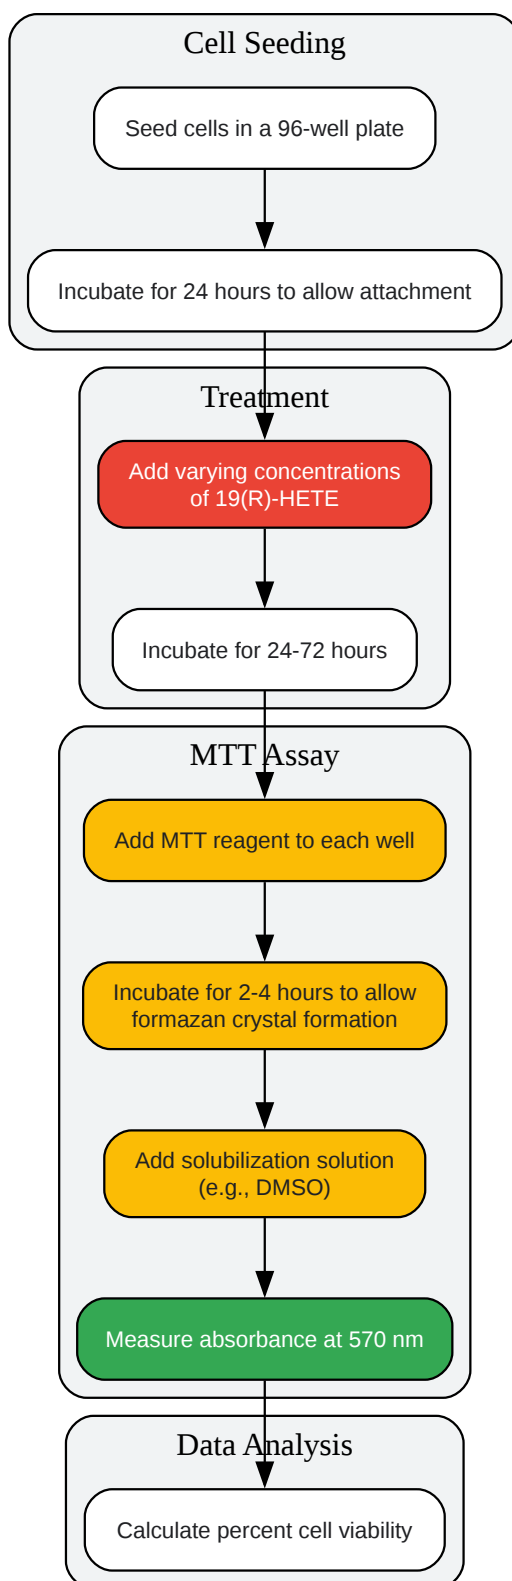 Cell Seeding
Seed cells in a 96-well plate
Incubate for 24 hours to allow attachment
Treatment
Add varying concentrations
of 19(R)-HETE
Incubate for 24-72 hours
MTT Assay
Add MTT reagent to each well
Incubate for 2-4 hours to allow
formazan crystal formation
Add solubilization solution
(e.g., DMSO)
Measure absorbance at 570 nm
Data Analysis
Calculate percent cell viability